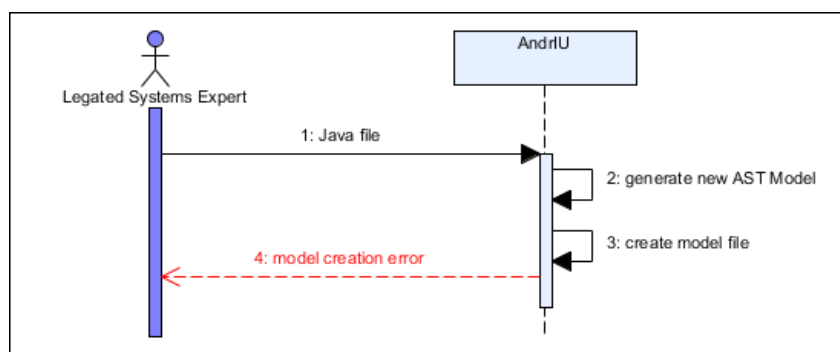 AndrIU
Legated Systems Expert
1: Java file
2: generate new AST Model
3: create model file
4: model creation error